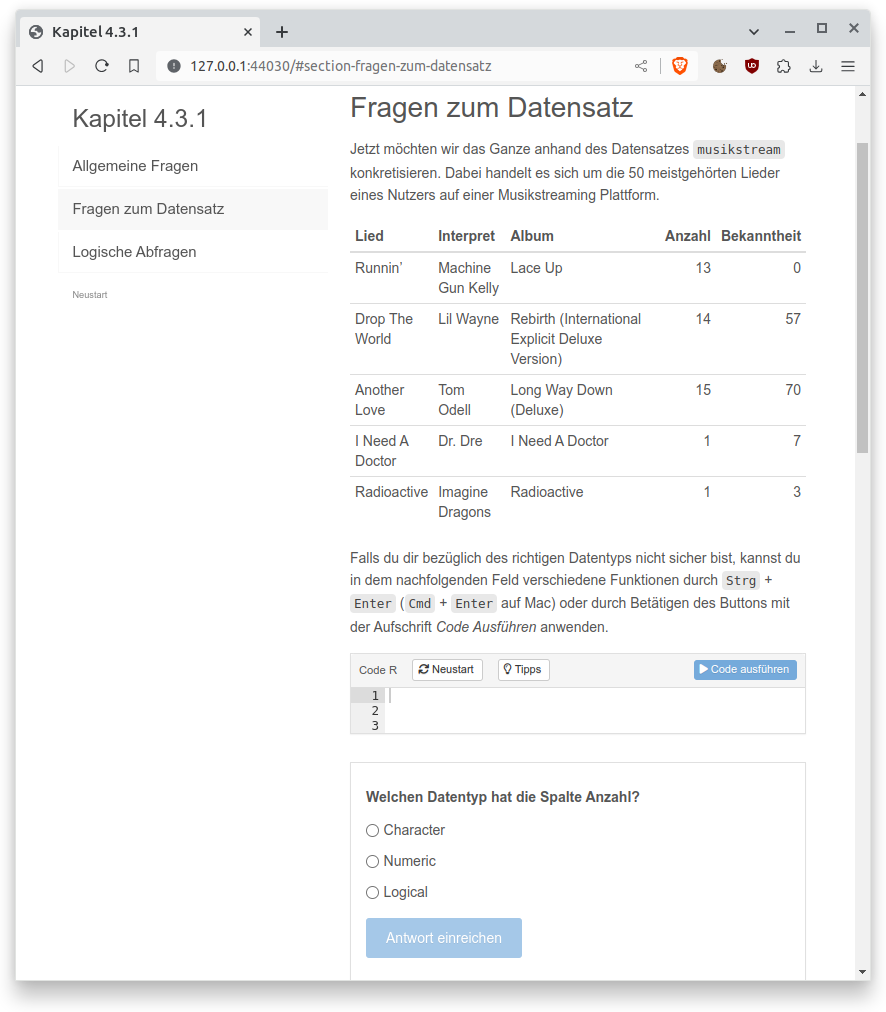 Kapitel 4.3.1
127.0.0.1:44030/#section-fragen-zum-datensatz
Kapitel 4.3.1
Allgemeine Fragen
Fragen zum Datensatz
Logische Abfragen
Neustart
Fragen zum Datensatz
Jetzt möchten wir das Ganze anhand des Datensatzes musikstream
konkretisieren. Dabei handelt es sich um die 50 meistgehörten Lieder
eines Nutzers auf einer Musikstreaming Plattform.
Lied Interpret Album Anzahl Bekanntheit
Runnin’ Machine Lace Up 13 0
Gun Kelly
Drop The Lil Wayne Rebirth (International 14 57
World Explicit Deluxe
Version)
Another Tom Long Way Down 15 70
Love Odell (Deluxe)
I Need A Dr. Dre I Need A Doctor 1 7
Doctor
Radioactive Imagine Radioactive 1 3
Dragons
Falls du dir bezüglich des richtigen Datentyps nicht sicher bist, kannst du
in dem nachfolgenden Feld verschiedene Funktionen durch Strg +
Enter (Cmd + Enter auf Mac) oder durch Betätigen des Buttons mit
der Aufschrift Code Ausführen anwenden.
Code R Neustart Tipps Code ausführen
1
2
3
Welchen Datentyp hat die Spalte Anzahl?
Character
Numeric
Logical
Antwort einreichen